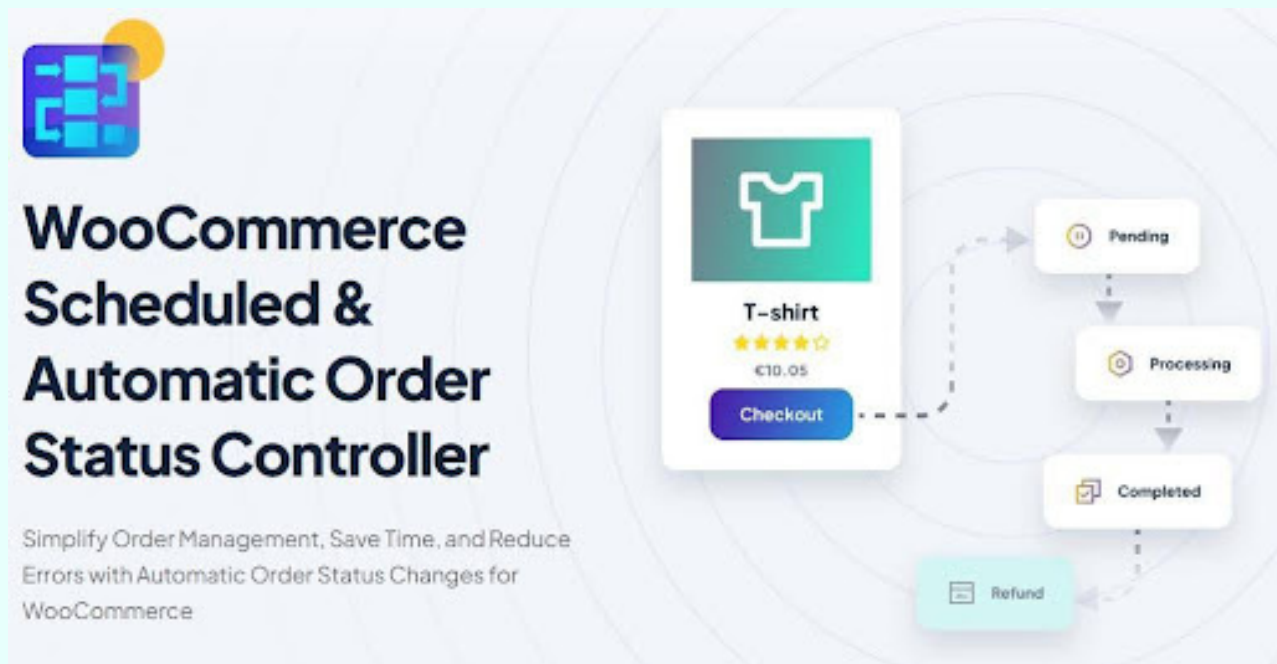 WooCommerce
Scheduled &
Automatic Order
Status Controller
Simplify Order Management, Save Time, and Reduce
Errors with Automatic Order Status Changes for
WooCommerce
T-shirt
€10.05
Checkout
Pending
Processing
Completed
Refund